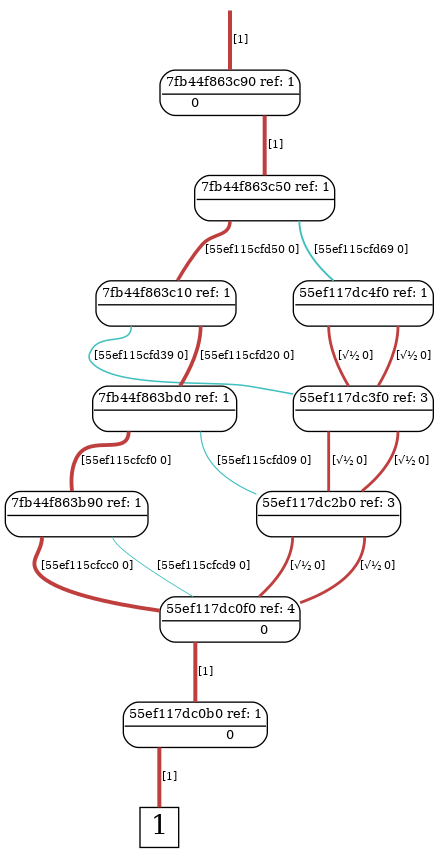 [1]
7fb44f863c90 ref: 1
0
[1]
7fb44f863c50 ref: 1
[55ef115cfd50 0]
[55ef115cfd69 0]
7fb44f863c10 ref: 1
55ef117dc4f0 ref: 1
[55ef115cfd39 0]
[55ef115cfd20 0]
[√½ 0]
[√½ 0]
7fb44f863bd0 ref: 1
55ef117dc3f0 ref: 3
[55ef115cfcf0 0]
[55ef115cfd09 0]
[√½ 0]
[√½ 0]
7fb44f863b90 ref: 1
55ef117dc2b0 ref: 3
[55ef115cfcc0 0]
[55ef115cfcd9 0]
[√½ 0]
[√½ 0]
55ef117dc0f0 ref: 4
0
[1]
55ef117dc0b0 ref: 1
0
[1]
1